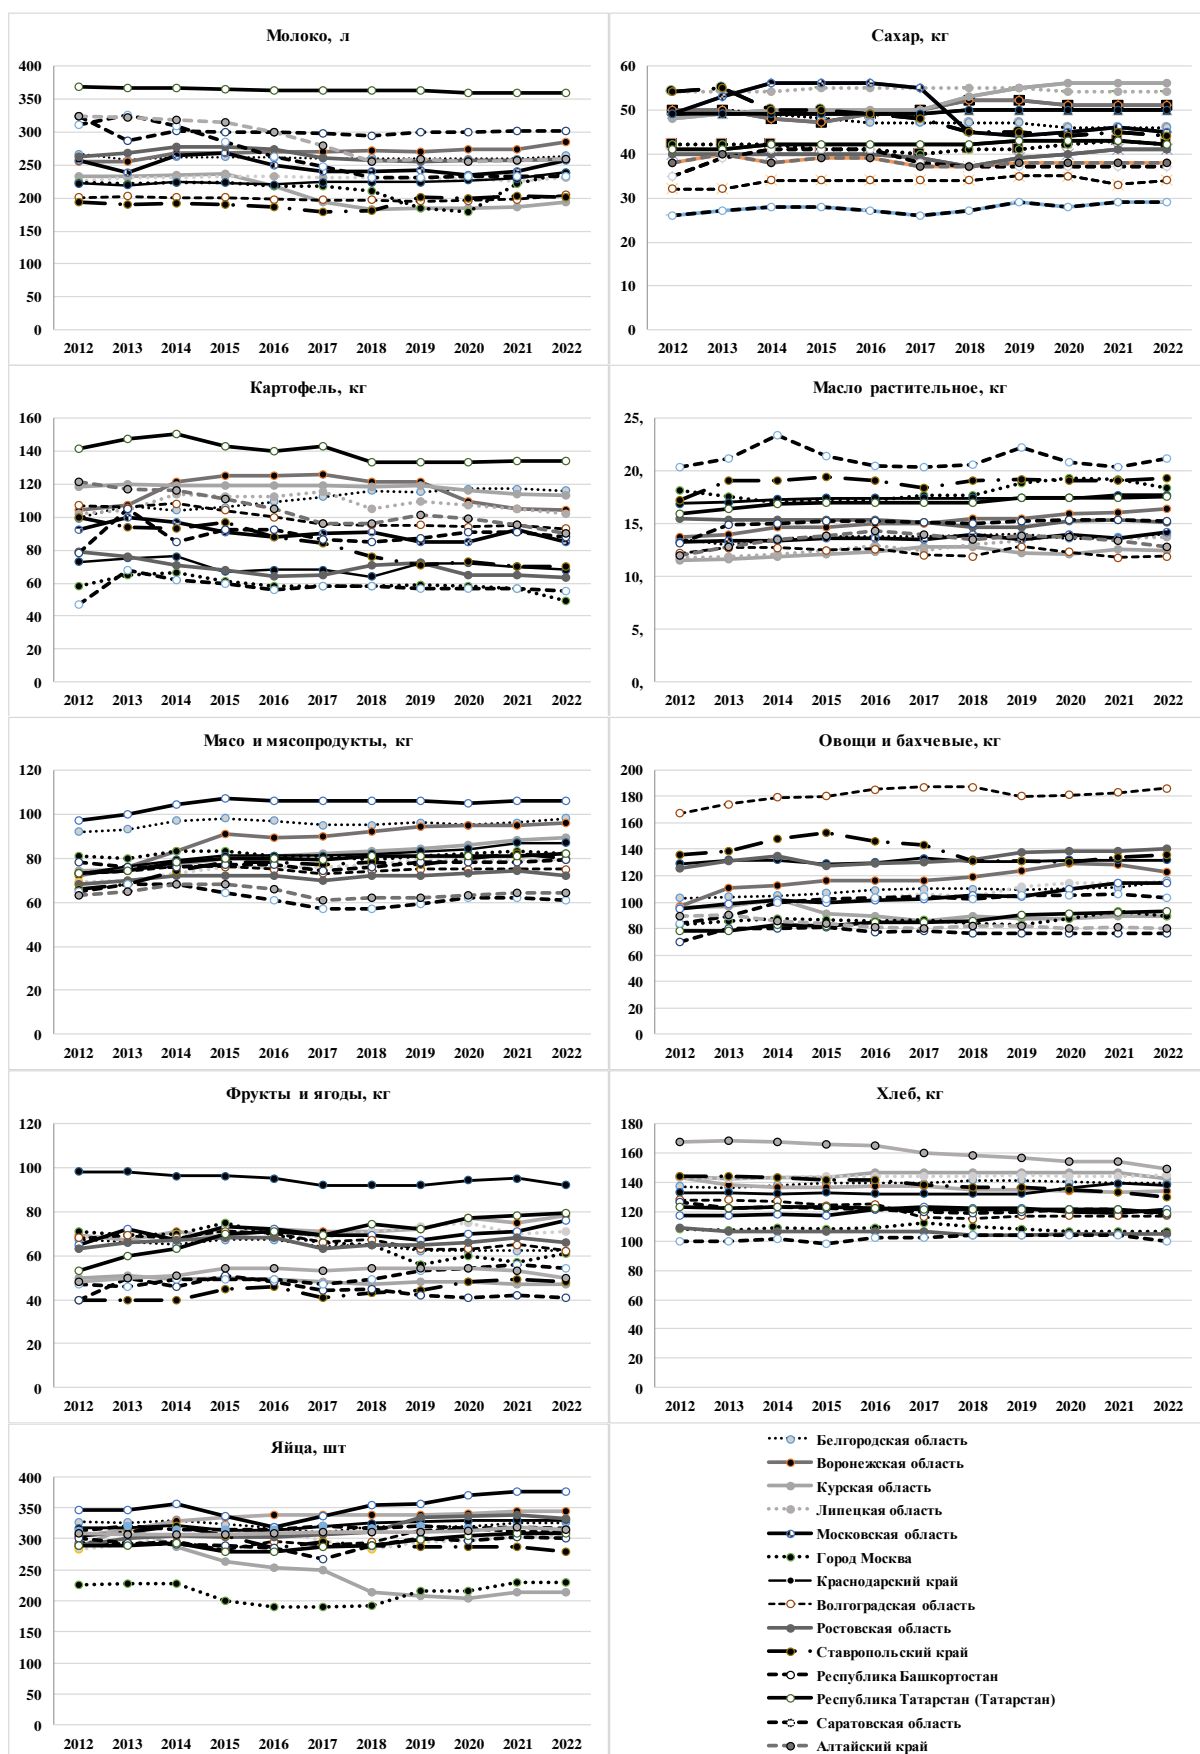 Молоко, л
400
350
300
250
200
150
100
50
0
2012 2013 2014 2015 2016 2017 2018 2019 2020 2021 2022
Сахар, кг
60
50
40
30
20
10
0
2012 2013 2014 2015 2016 2017 2018 2019 2020 2021 2022
Картофель, кг
160
140
120
100
80
60
40
20
0
2012 2013 2014 2015 2016 2017 2018 2019 2020 2021 2022
Масло растительное, кг
25,
20,
15,
10,
5,
0,
2012 2013 2014 2015 2016 2017 2018 2019 2020 2021 2022
Мясо и мясопродукты, кг
120
100
80
60
40
20
0
2012 2013 2014 2015 2016 2017 2018 2019 2020 2021 2022
Овощи и бахчевые, кг
200
180
160
140
120
100
80
60
40
20
0
2012 2013 2014 2015 2016 2017 2018 2019 2020 2021 2022
Фрукты и ягоды, кг
120
100
80
60
40
20
0
2012 2013 2014 2015 2016 2017 2018 2019 2020 2021 2022
Хлеб, кг
180
160
140
120
100
80
60
40
20
0
2012 2013 2014 2015 2016 2017 2018 2019 2020 2021 2022
Яйца, шт
400
350
300
250
200
150
100
50
0
2012 2013 2014 2015 2016 2017 2018 2019 2020 2021 2022
Белгородская область
Воронежская область
Курская область
Липецкая область
Московская область
Город Москва
Краснодарский край
Волгоградская область
Ростовская область
Ставропольский край
Республика Башкортостан
Республика Татарстан (Татарстан)
Саратовская область
Алтайский край